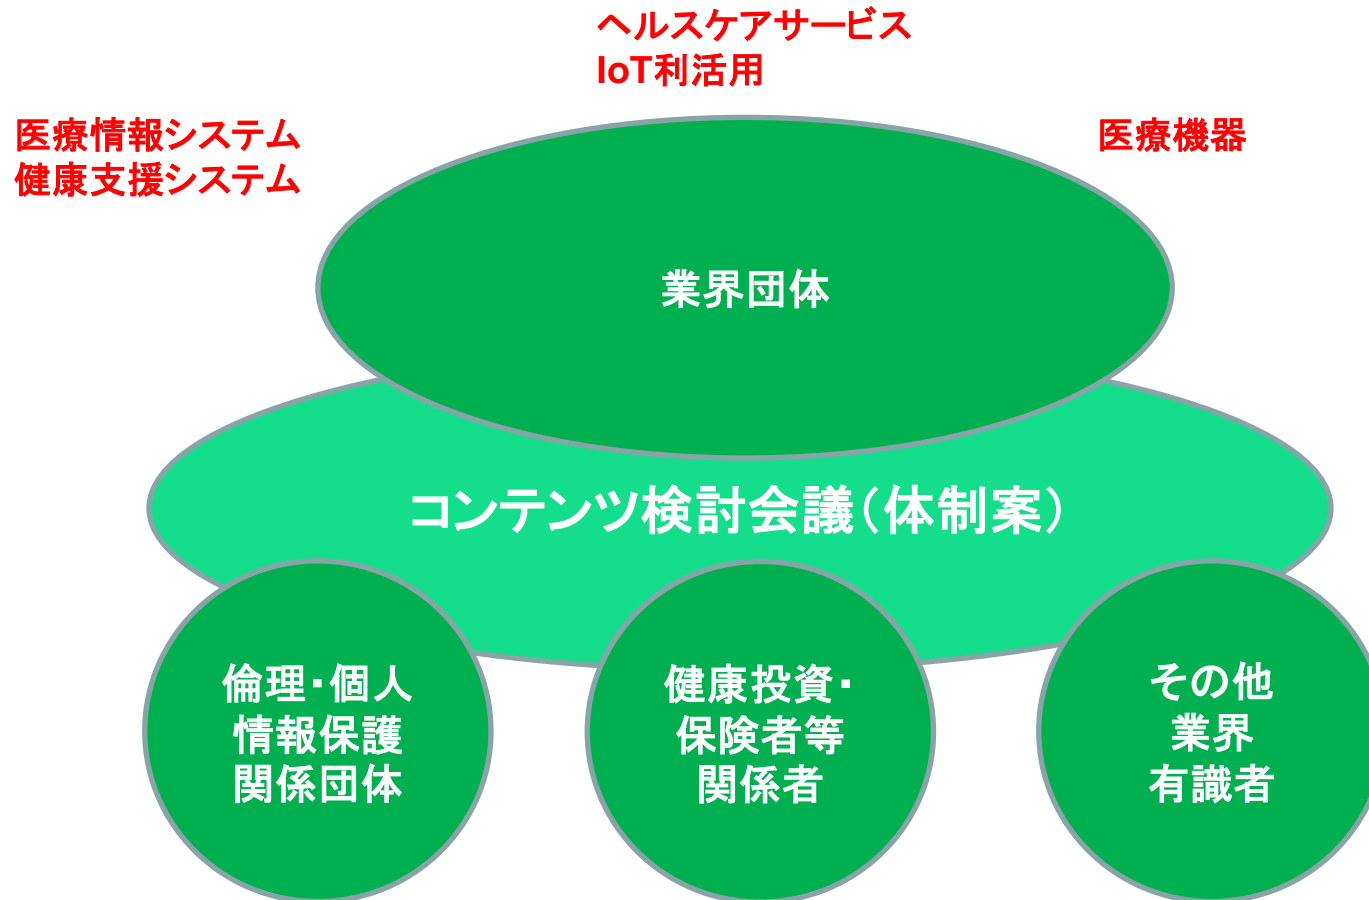 ヘルスケアサービス
IoT利活用
医療情報システム
健康支援システム
医療機器
業界団体
コンテンツ検討会議（体制案）
倫理・個人
情報保護
関係団体
健康投資・
保険者等
関係者
その他
業界
有識者